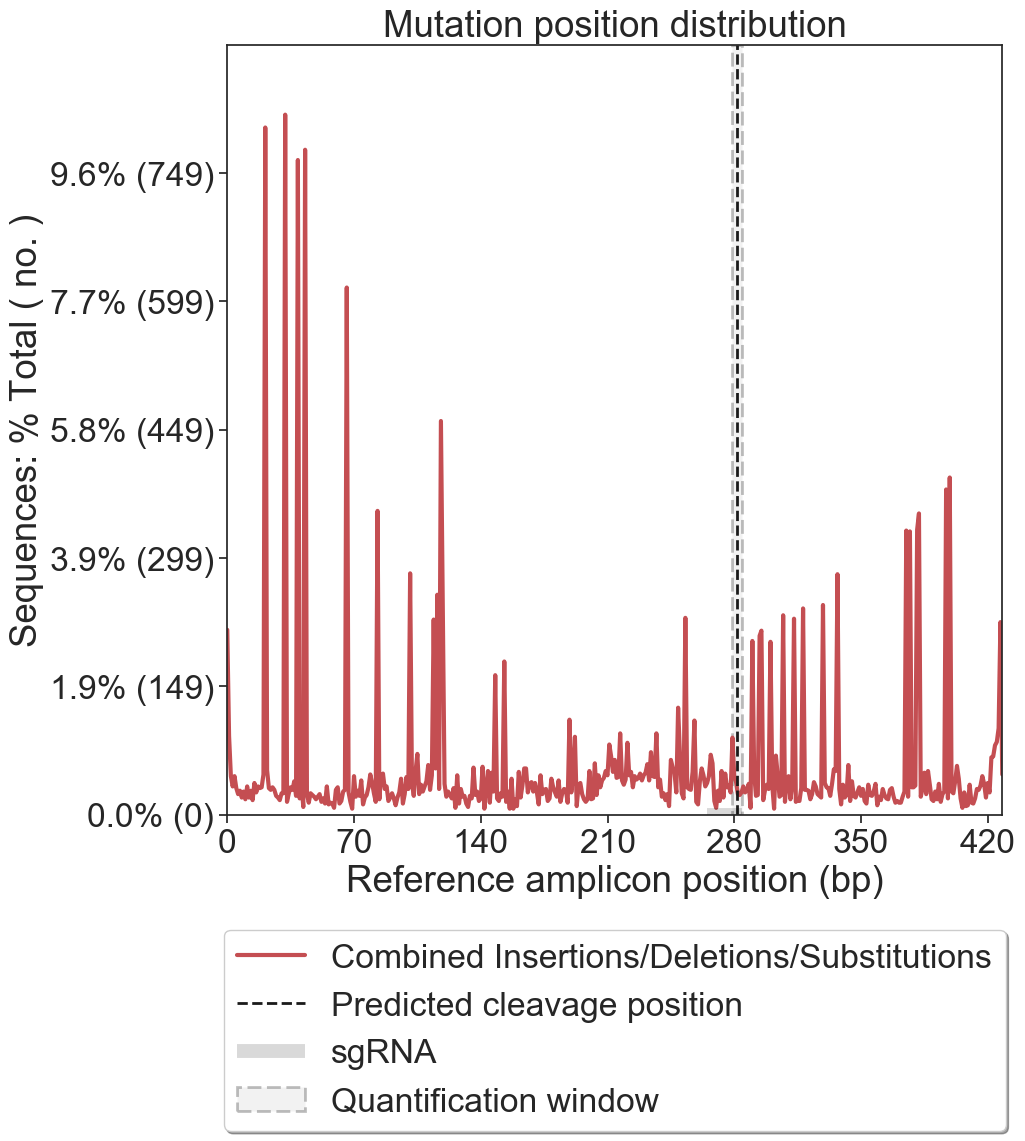 Mutation position distribution
Sequences: % Total ( no. )
9.6% (749)
7.7% (599)
5.8% (449)
3.9% (299)
1.9% (149)
0.0% (0)
0 70 140 210 280 350 420
Reference amplicon position (bp)
Combined Insertions/Deletions/Substitutions
Predicted cleavage position
sgRNA
Quantification window